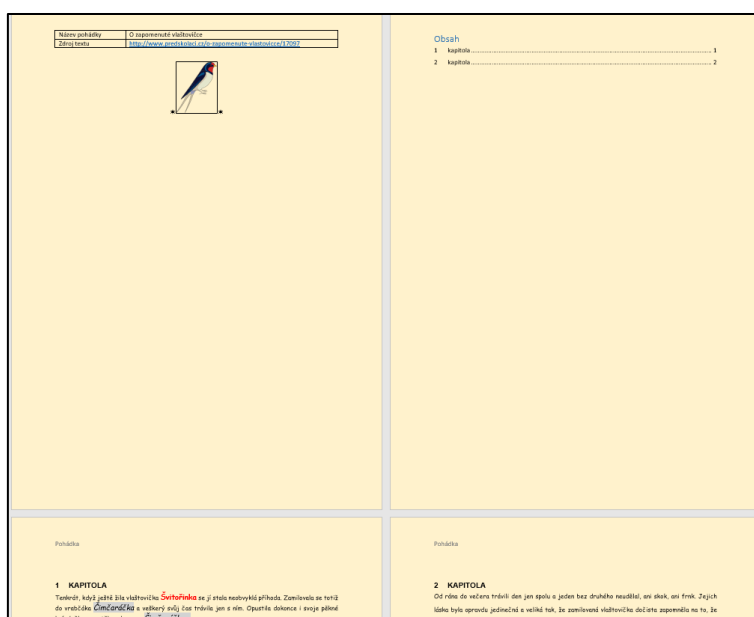 Název pohádky O zapomenuté vlaštovičce
Zdroj textu http://www.predskolaci.cz/o-zapomenute-vlastovicce/17097
* *
Obsah
1 kapitola 1
2 kapitola 2
Pohádka
1 KAPITOLA
Tenkrát, když ještě žila vlaštovička Švitořinka se jí stala neobvyklá příhoda. Zamilovala se totiž
do vrabčáka Čimčaráčka a veškerý svůj čas trávila jen s ním. Opustila dokonce i svoje pěkné
Pohádka
2 KAPITOLA
Od rána do večera trávili den jen spolu a jeden bez druhého neudělal, ani skok, ani frnk. Jejich
láska byla opravdu jedinečná a veliká tak, že zamilovaná vlaštovička dočista zapomněla na to, že